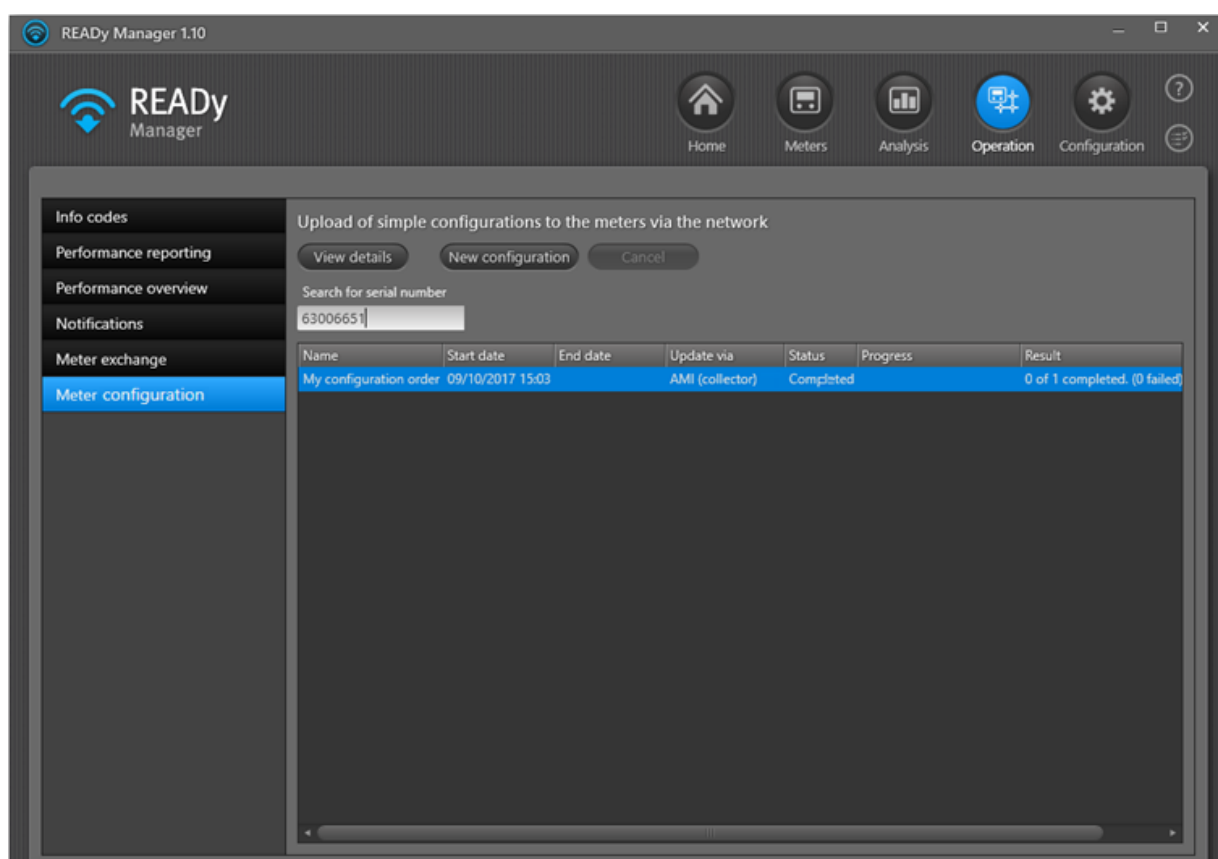 READy Manager 1.10
READy
Manager
Home Meters Analysis Operation Configuration
?
Info codes
Performance reporting
Performance overview
Notifications
Meter exchange
Meter configuration
Upload of simple configurations to the meters via the network
View details New configuration Cancel
Search for serial number
63006651
Name Start date End date Update via Status Progress Result
My configuration order 09/10/2017 15:03 AMI (collector) Completed 0 of 1 completed. (0 failed)